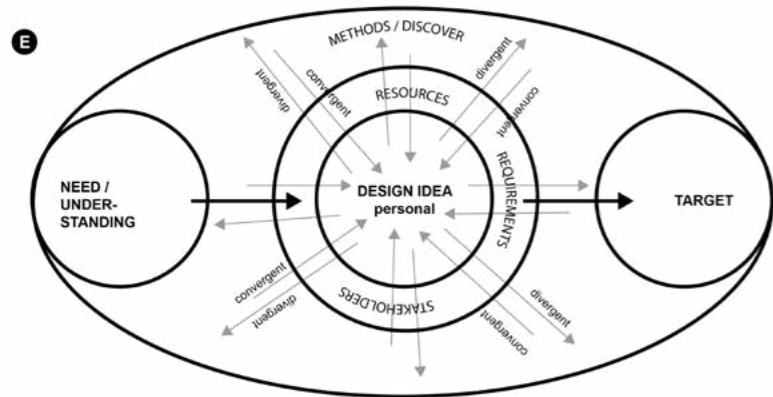 E
METHODS / DISCOVER
divergent
convergent
divergent
convergent
RESOURCES
NEED /
UNDER-
STANDING
DESIGN IDEA
personal
REQUIREMENTS
TARGET
STAKEHOLDERS
convergent
divergent
divergent
convergent